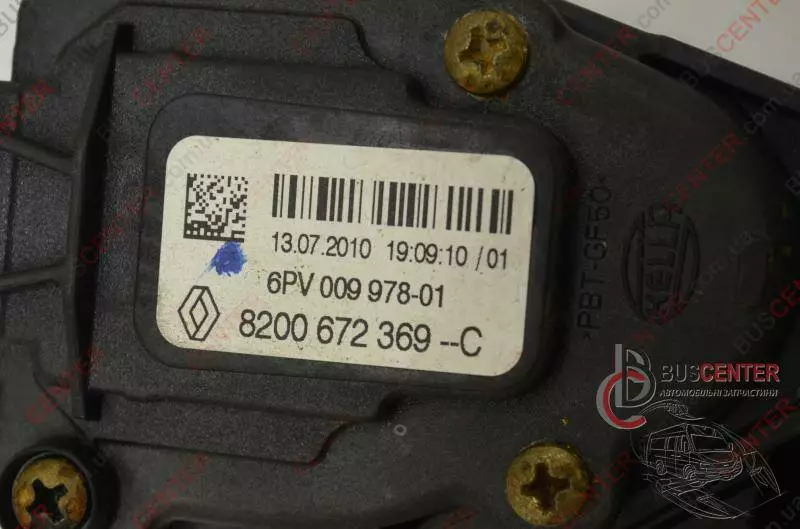 13.07.2010 19:09:10 /01
6PV 009 978-01
8200 672 369 --C
>PBT-GF50<
HELLA
BUSCENTER
АВТОМОБІЛЬНІ ЗАПЧАСТИНИ